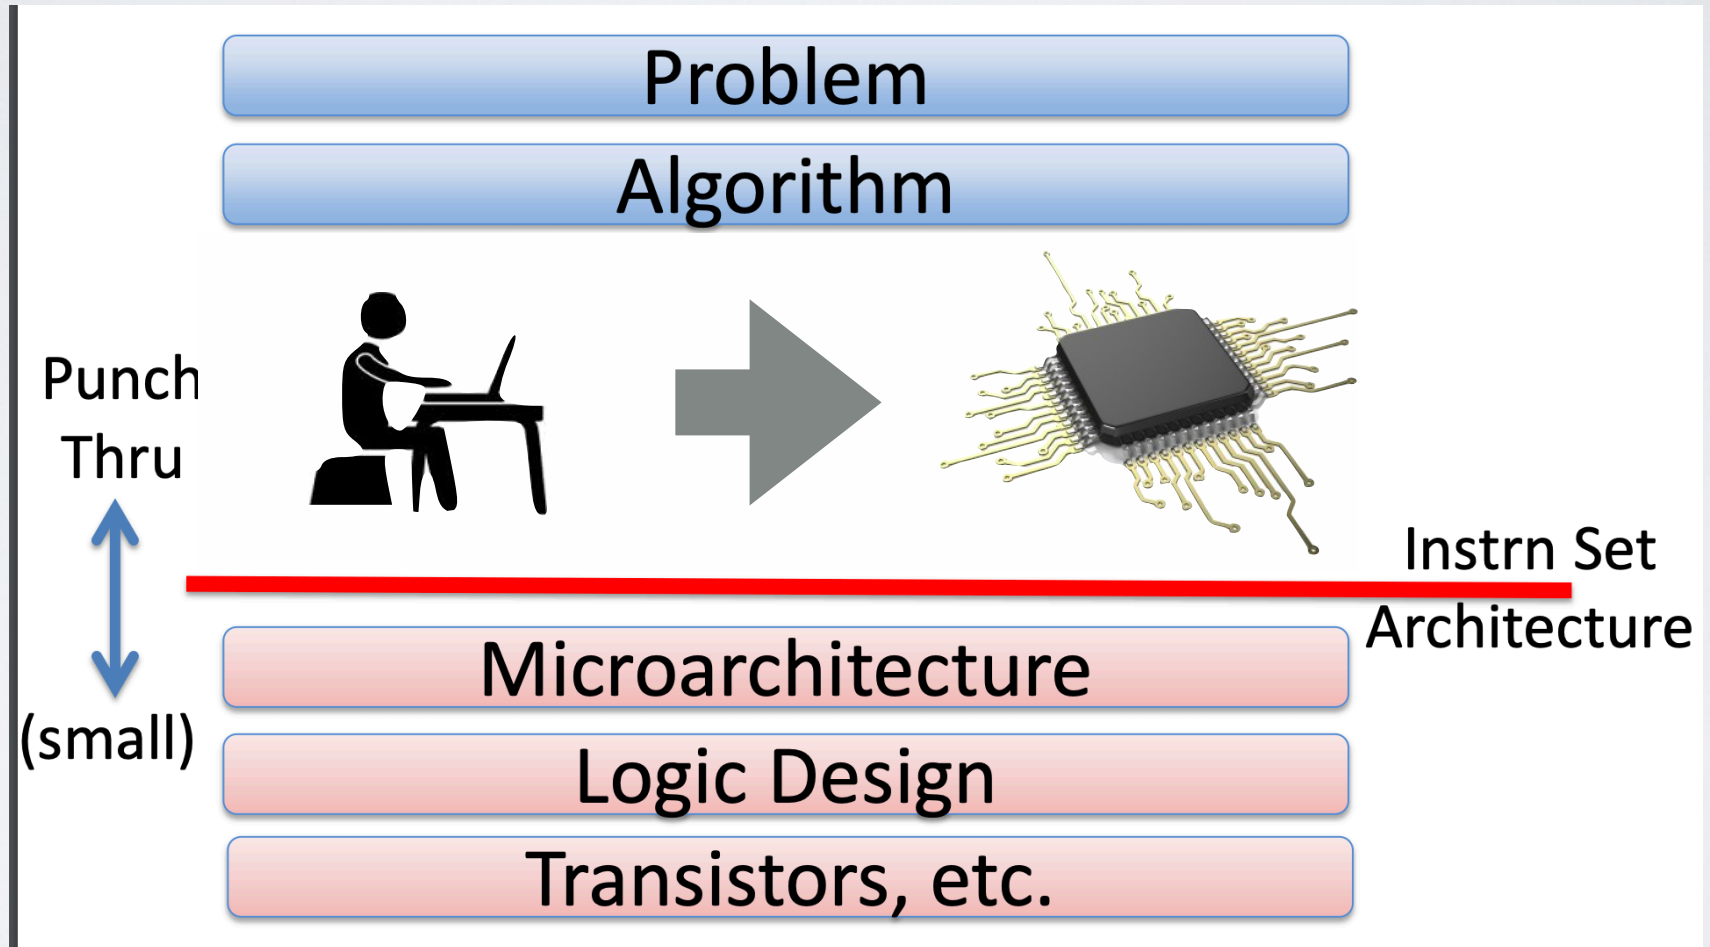 Problem
Algorithm
Punch
Thru
(small)
Instrn Set
Architecture
Microarchitecture
Logic Design
Transistors, etc.